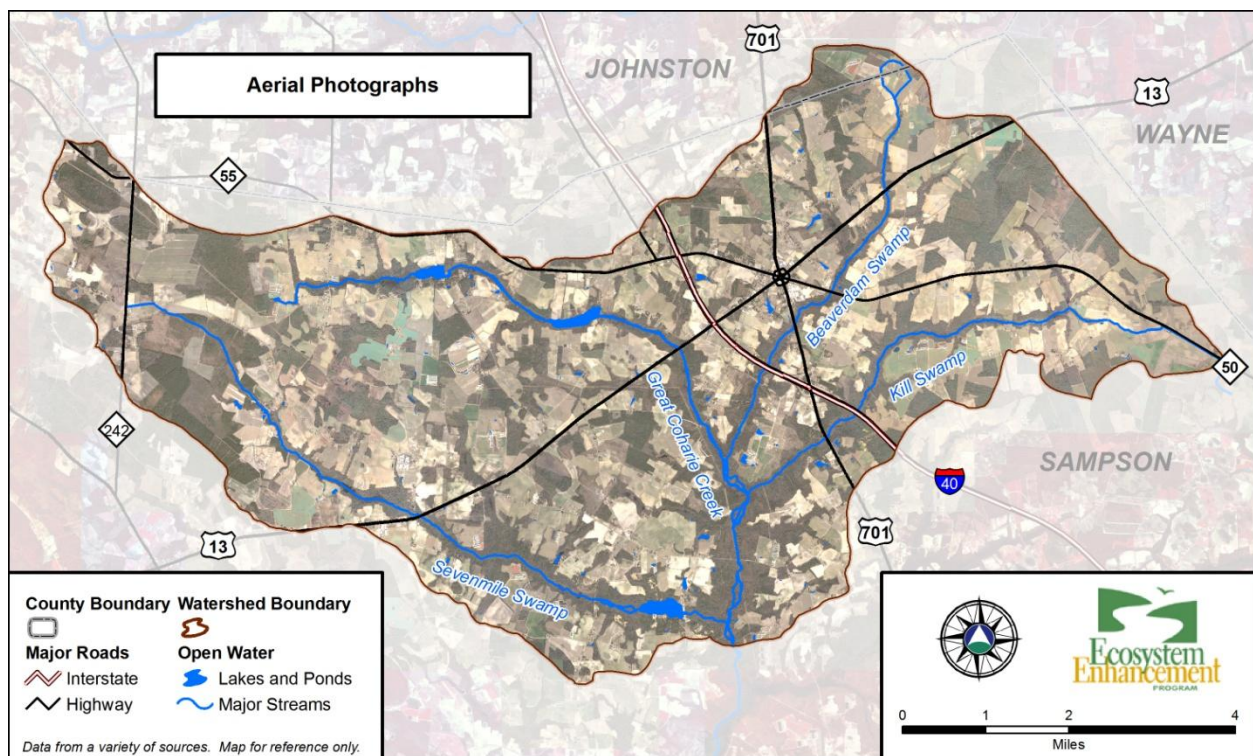 Aerial Photographs
701
JOHNSTON
13
WAYNE
55
Beaverdam Swamp
50
Kill Swamp
Great Coharie Creek
242
SAMPSON
40
13
701
Sevenmile Swamp
County Boundary Watershed Boundary
Major Roads Open Water
Interstate Lakes and Ponds
Highway Major Streams
Data from a variety of sources. Map for reference only.
Ecosystem
Enhancement
PROGRAM
0 1 2 4
Miles